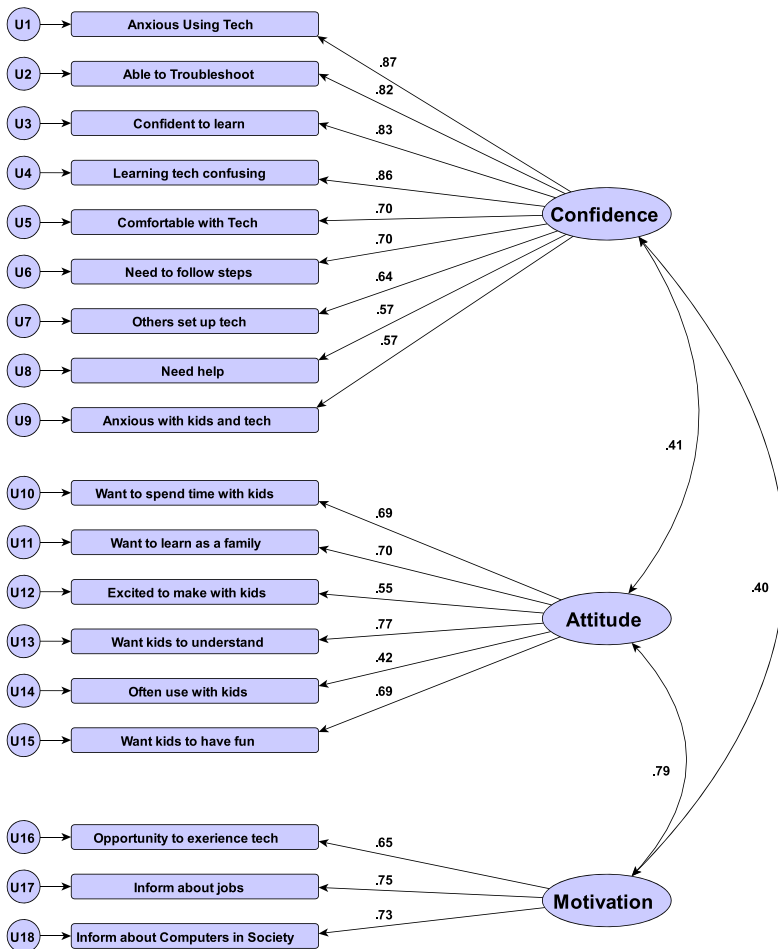 U1 Anxious Using Tech
.87
U2 Able to Troubleshoot
.82
U3 Confident to learn
.83
U4 Learning tech confusing
.86
U5 Comfortable with Tech
.70
Confidence
U6 Need to follow steps
.70
U7 Others set up tech
.64
U8 Need help
.57
U9 Anxious with kids and tech
.57
.41
U10 Want to spend time with kids
.69
U11 Want to learn as a family
.70
U12 Excited to make with kids
.55
.40
U13 Want kids to understand
.77
Attitude
U14 Often use with kids
.42
U15 Want kids to have fun
.69
.79
U16 Opportunity to exerience tech
.65
U17 Inform about jobs
.75
Motivation
U18 Inform about Computers in Society
.73